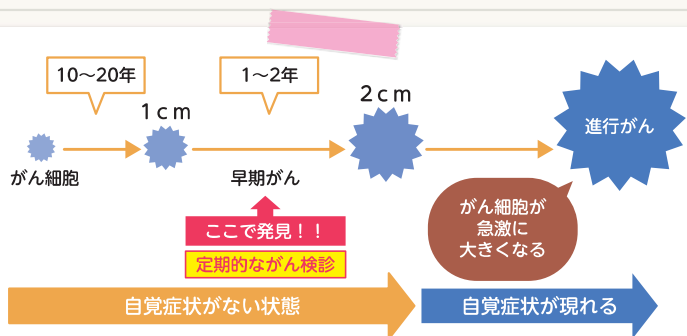 10〜20年
1〜2年
1cm
2cm
進行がん
がん細胞
早期がん
ここで発見！！
定期的ながん検診
がん細胞が
急激に
大きくなる
自覚症状がない状態
自覚症状が現れる